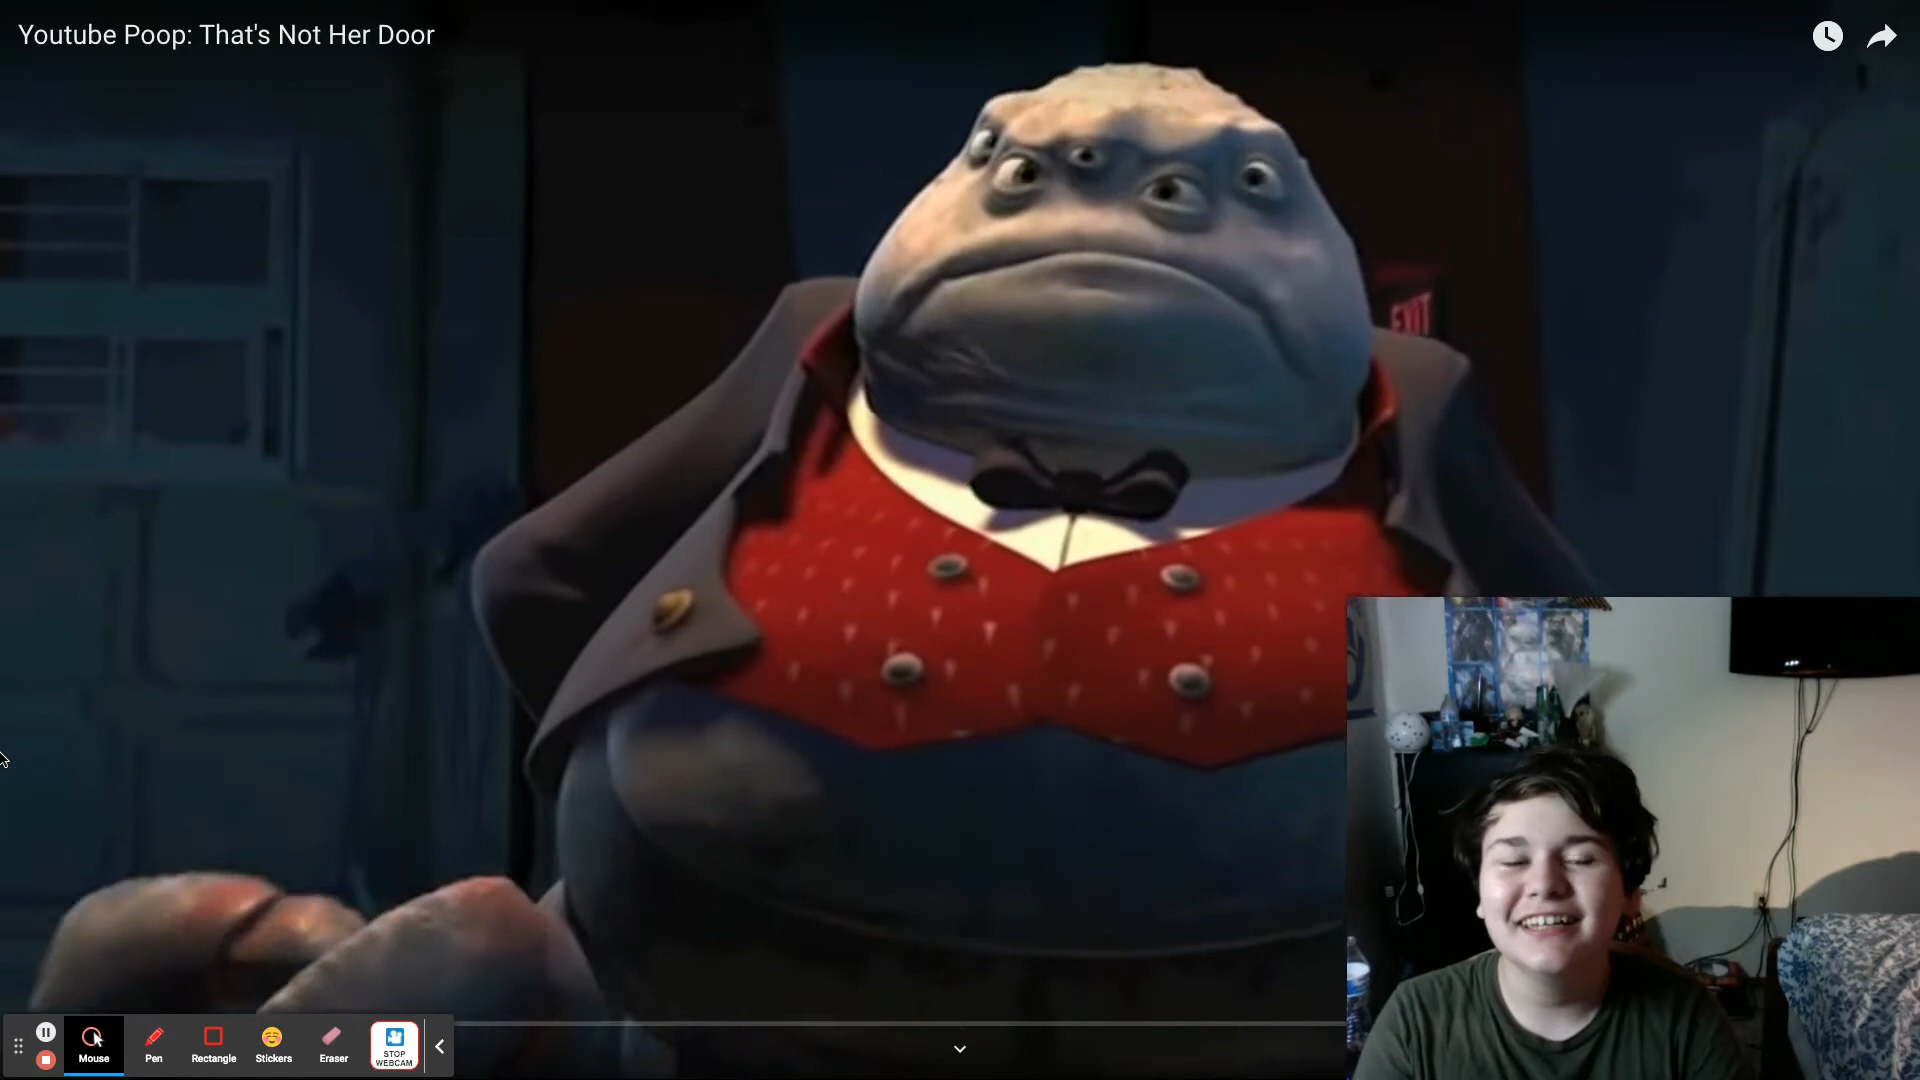 Youtube Poop: That's Not Her Door
EXIT
Mouse
Pen
Rectangle
Stickers
Eraser
STOP
WEBCAM